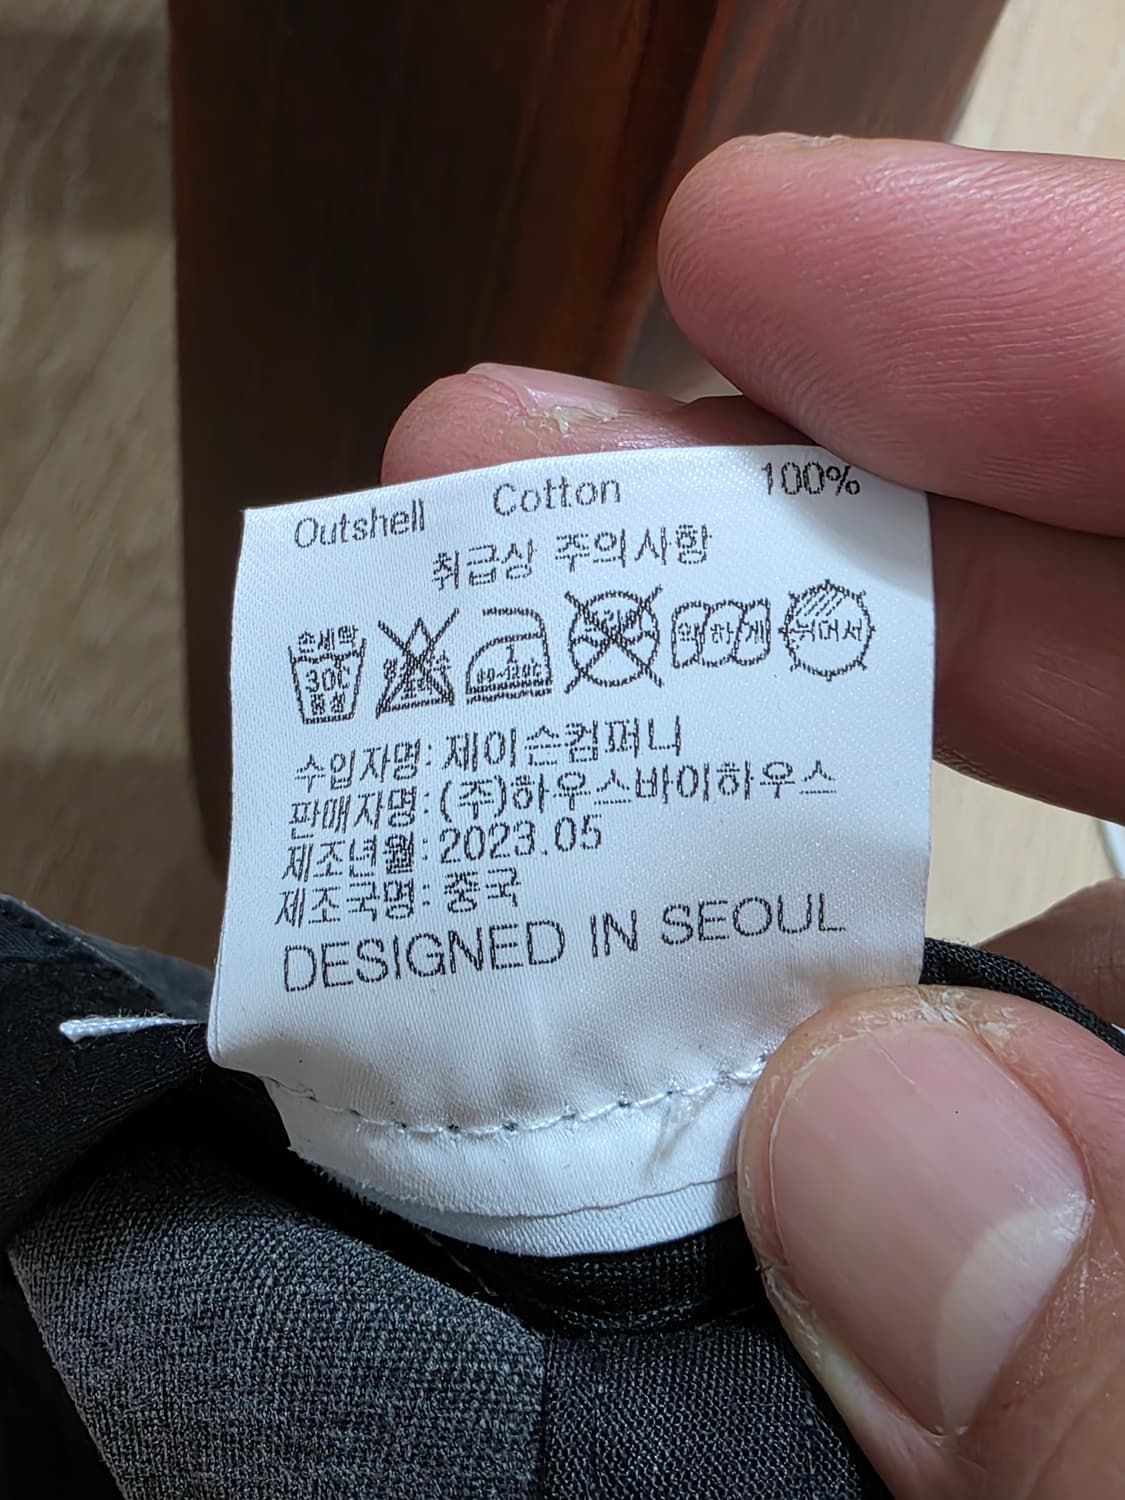 Outshell Cotton 100%
취급상 주의사항
손세탁 30℃ 중성 약하게 뉘어서
수입자명: 제이슨컴퍼니
판매자명: (주)하우스바이하우스
제조년월: 2023.05
제조국명: 중국
DESIGNED IN SEOUL